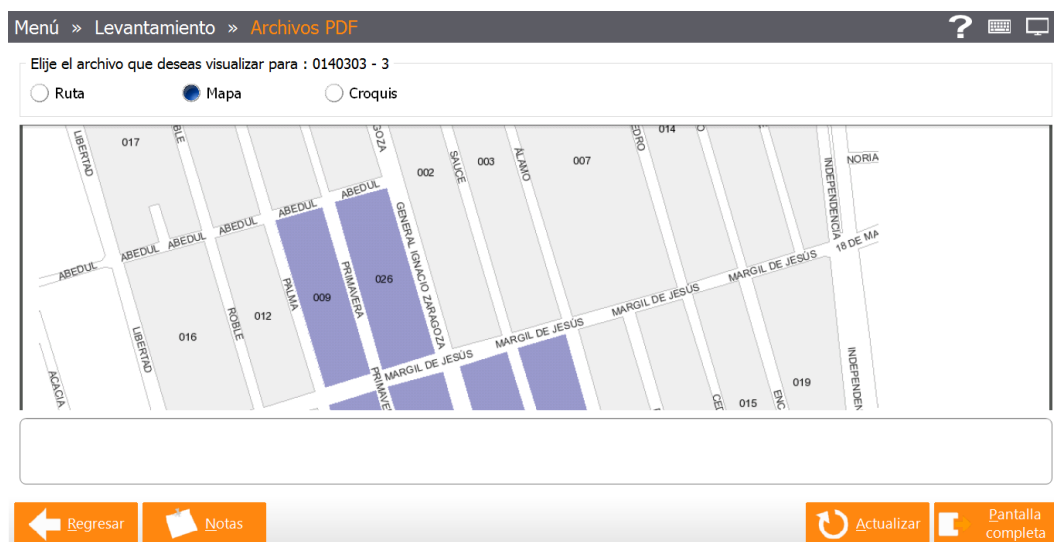 Menú » Levantamiento » Archivos PDF
?
Elije el archivo que deseas visualizar para : 0140303 - 3
Ruta
Mapa
Croquis
LIBERTAD
017
002
SAUCE
003
ÁLAMO
007
014
INDEPENDENCIA
NORIA
ABEDUL
ABEDUL
ABEDUL
ABEDUL
ABEDUL
ABEDUL
GENERAL IGNACIO ZARAGOZA
18 DE MA
MARGIL DE JESÚS
MARGIL DE JESÚS
MARGIL DE JESÚS
MARGIL DE JESÚS
MARGIL DE JESÚS
PALMA
009
PRIMAVERA
026
ROBLE
012
LIBERTAD
016
ACACIA
015
019
Regresar
Notas
Actualizar
Pantalla
completa